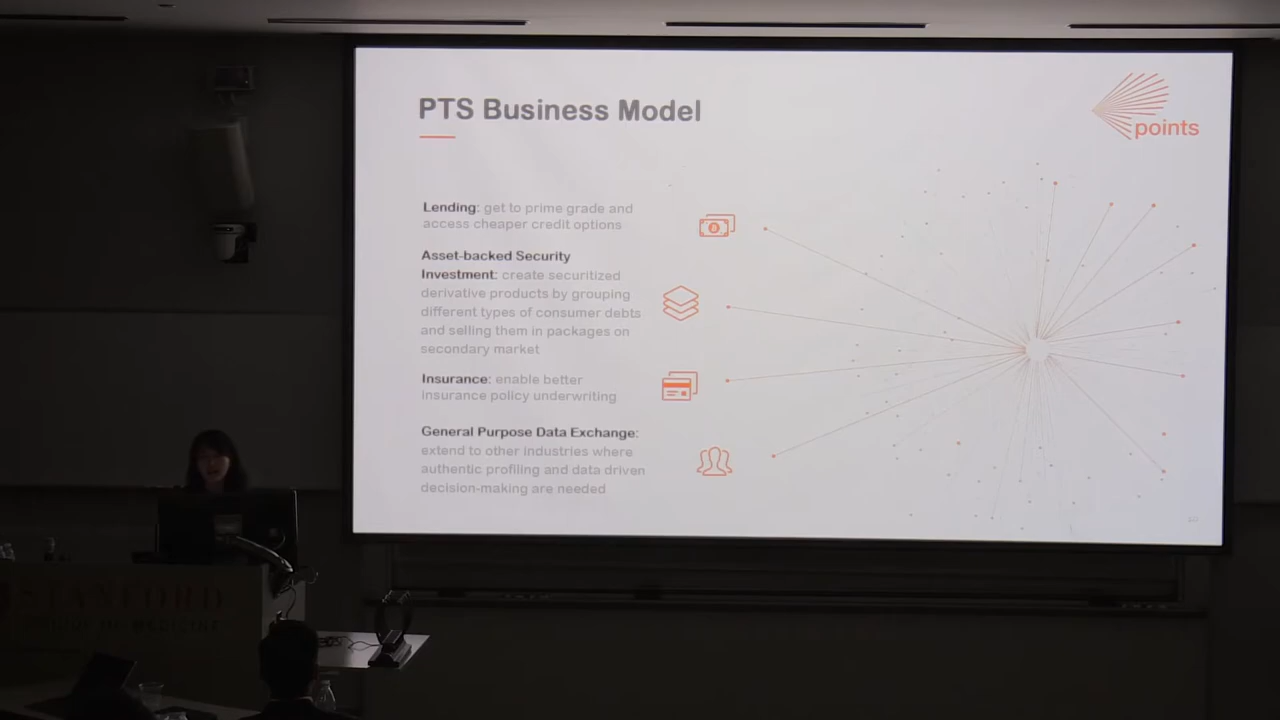 PTS Business Model
points
Lending: get to prime grade and
access cheaper credit options
Asset-backed Security
Investment: create securitized
derivative products by grouping
different types of consumer debts
and selling them in packages on
secondary market
Insurance: enable better
insurance policy underwriting
General Purpose Data Exchange:
extend to other industries where
authentic profiling and data driven
decision-making are needed
STANFORD